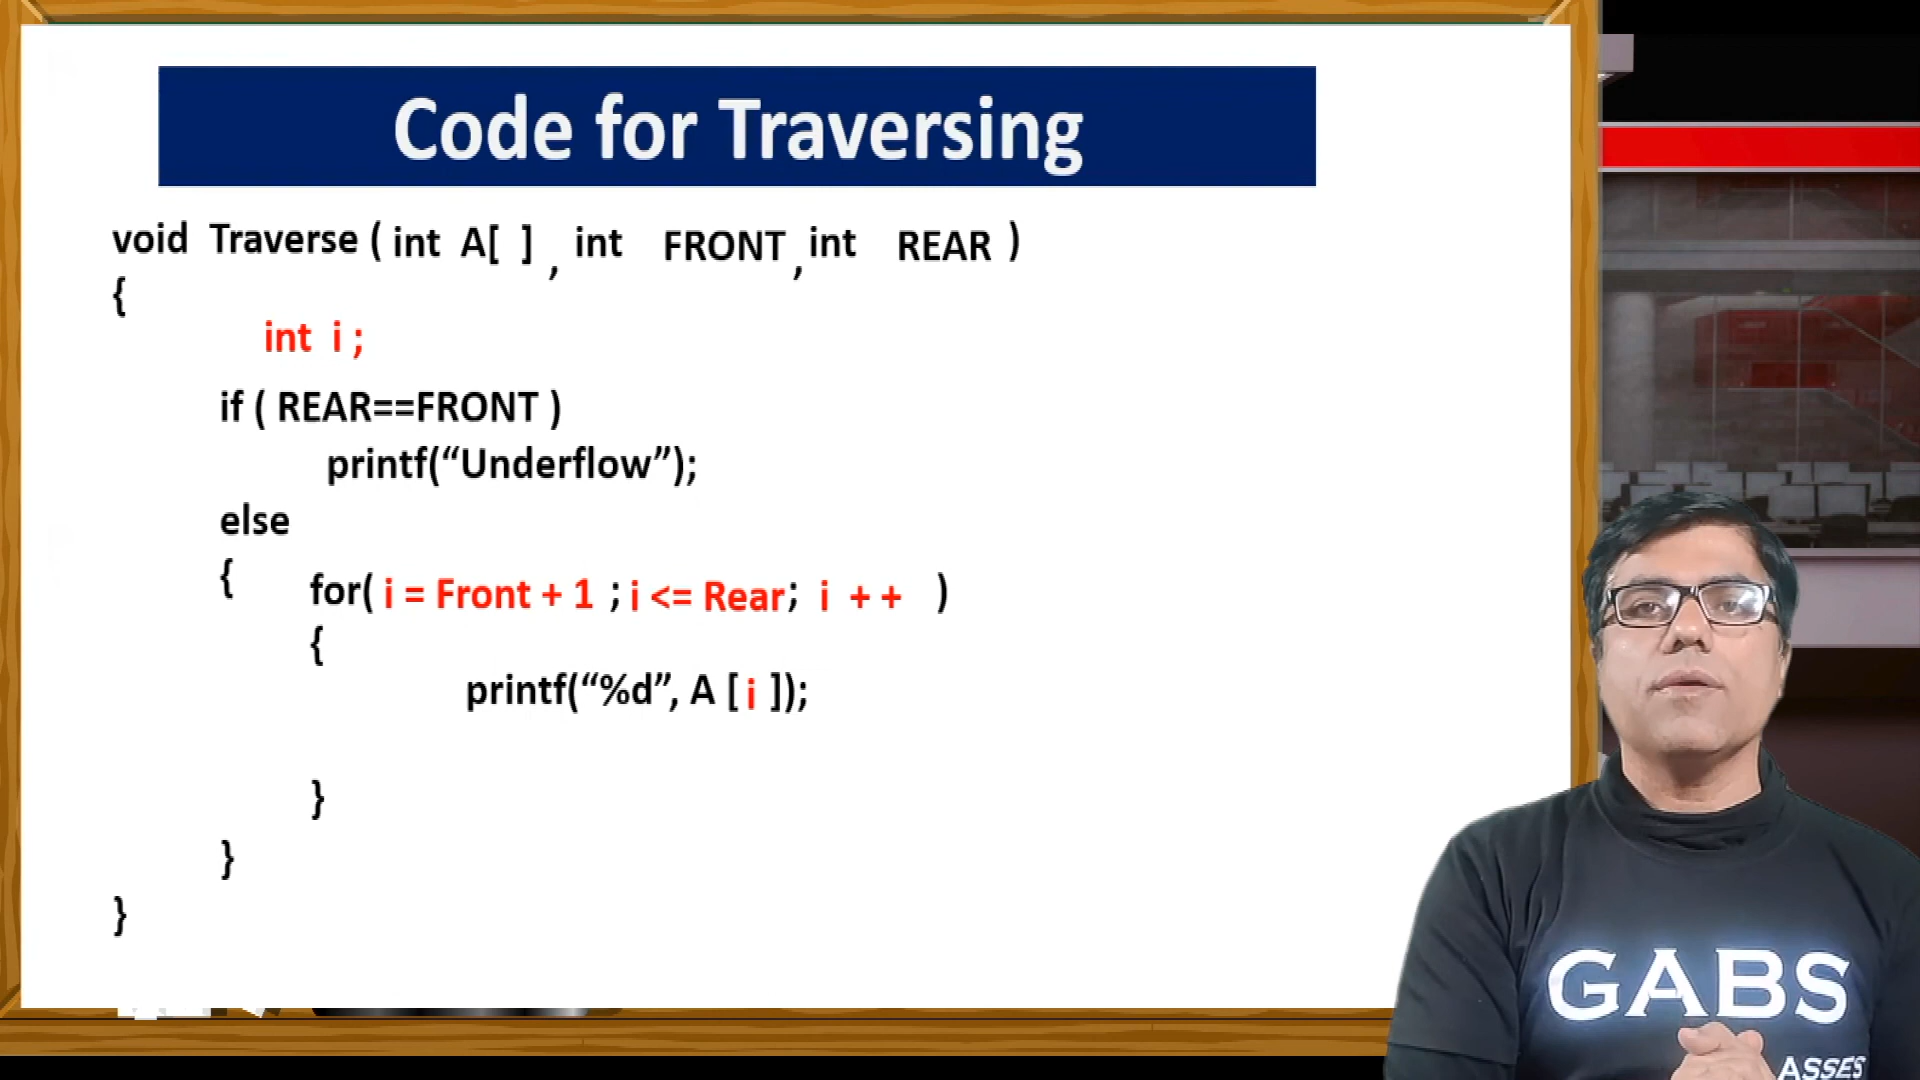 Code for Traversing
void Traverse ( int A[ ] , int FRONT , int REAR )
{
int i ;
if ( REAR==FRONT )
printf(“Underflow”);
else
{ for( i = Front + 1 ; i <= Rear; i + + )
{
printf(“%d”, A [ i ]);
}
}
}
GABS
ASSES